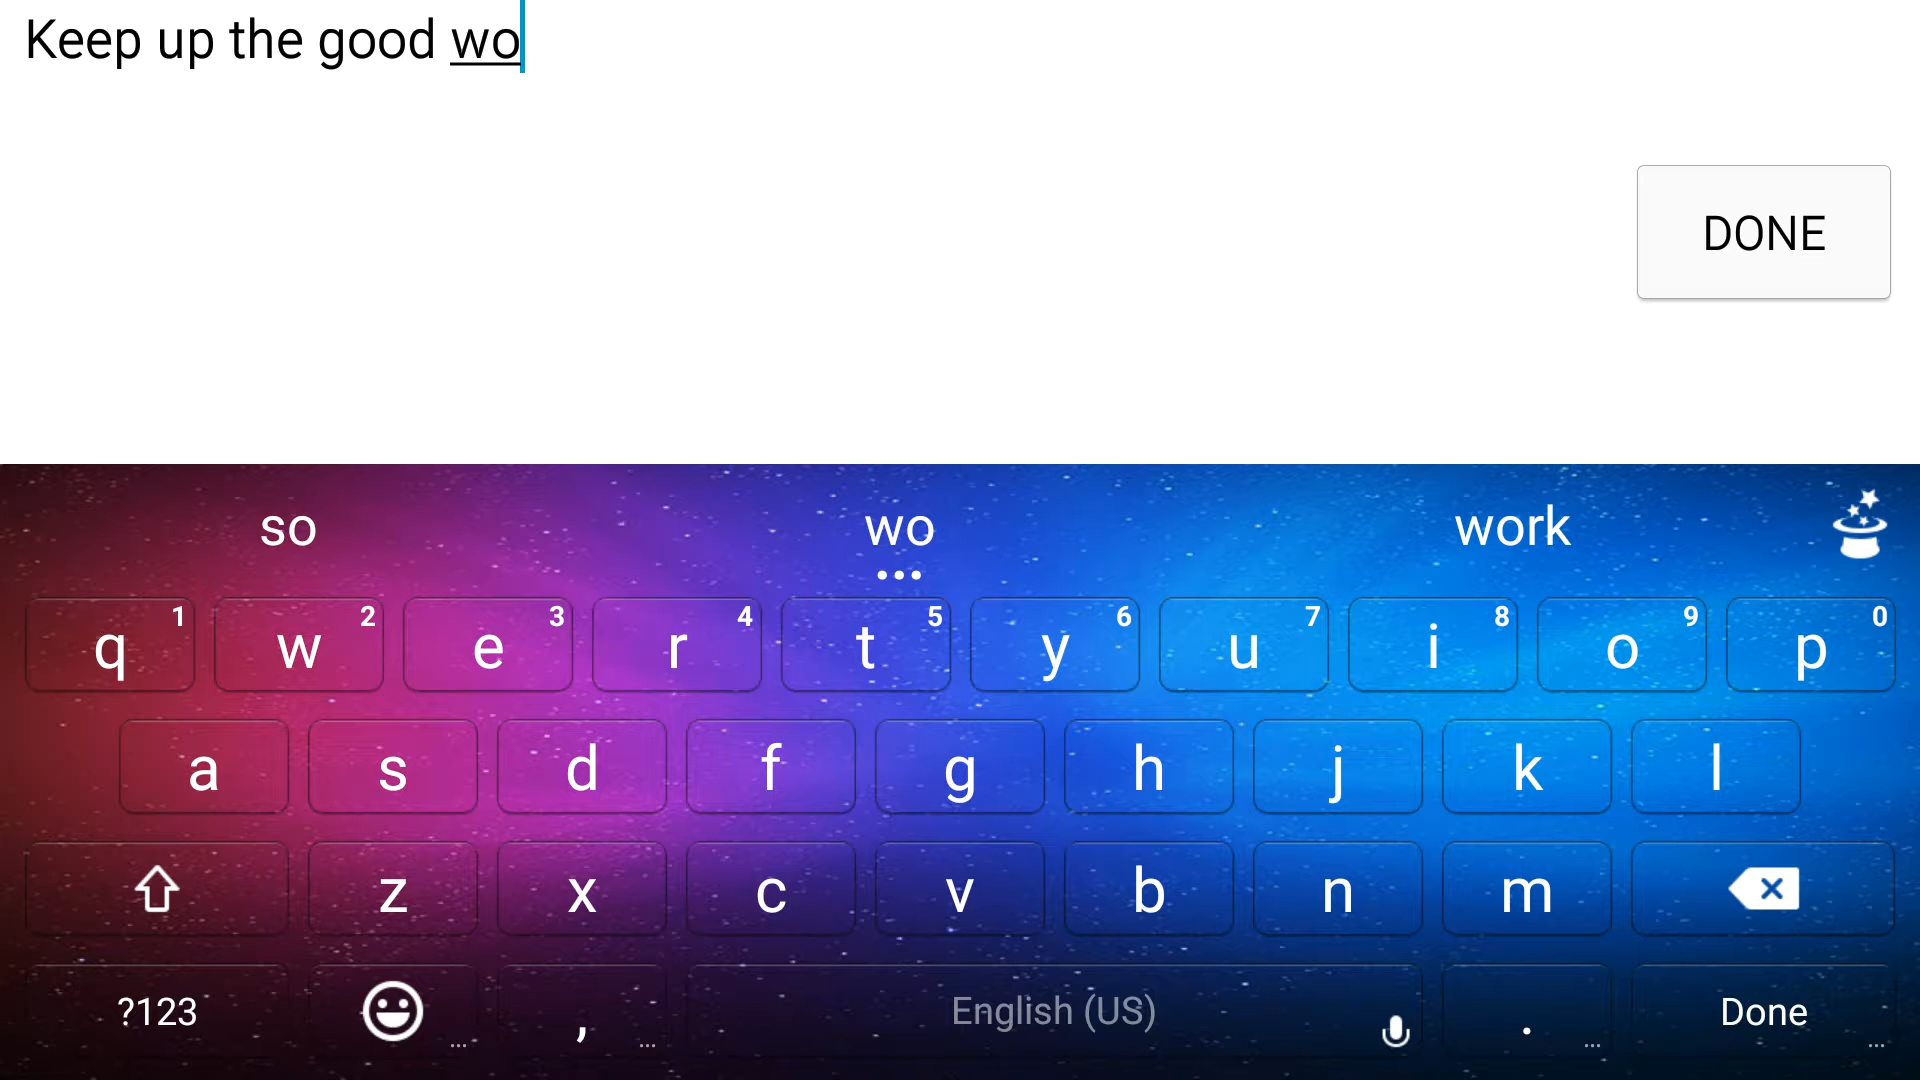 Keep up the good wo
DONE
so wo work
q 1 w 2 e 3 r 4 t 5 y 6 u 7 i 8 o 9 p 0
a s d f g h j k l
z x c v b n m
?123 , English (US) . Done